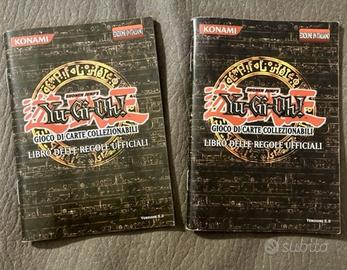 KONAMI
EDIZIONE IN ITALIANO
Yu-Gi-Oh!
GIOCO DI CARTE COLLEZIONABILI
LIBRO DELLE REGOLE UFFICIALI
KONAMI
EDIZIONE IN ITALIANO
Yu-Gi-Oh!
GIOCO DI CARTE COLLEZIONABILI
LIBRO DELLE REGOLE UFFICIALI
subito